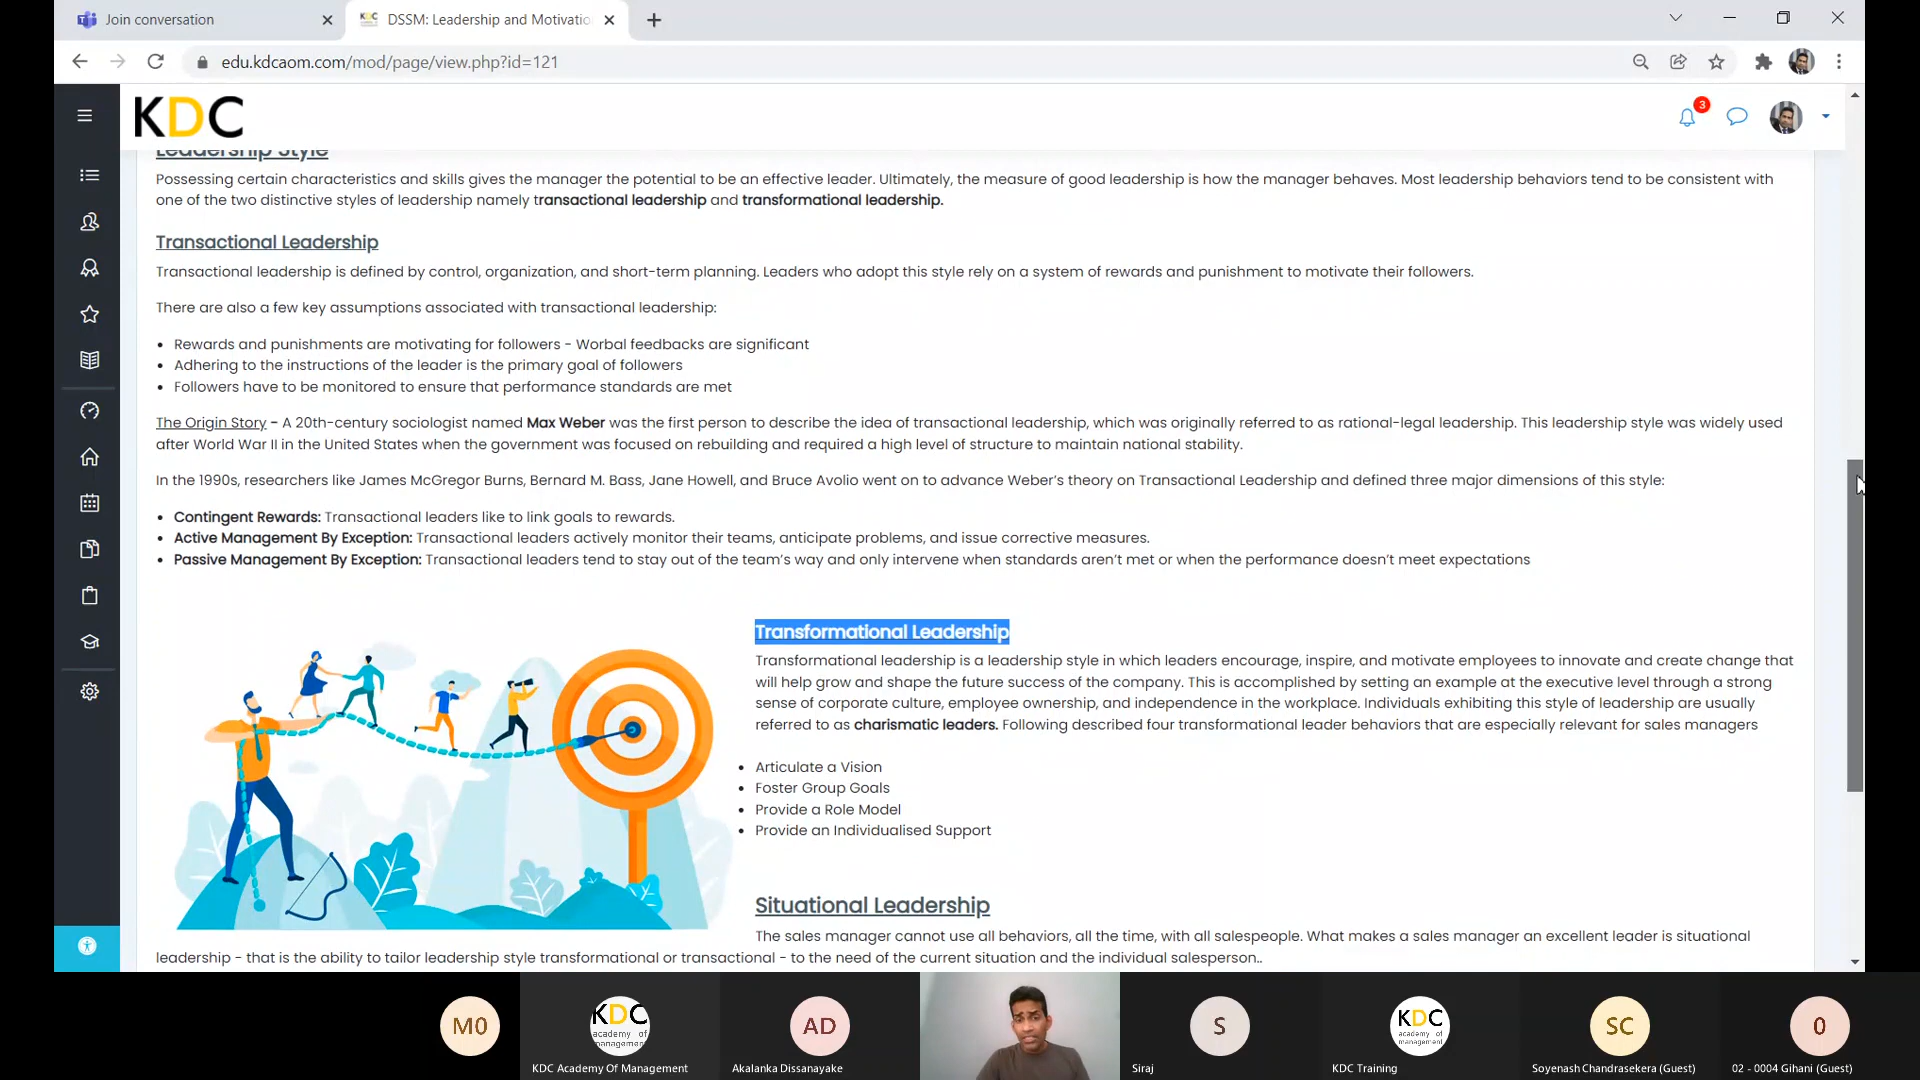 Join conversation
DSSM: Leadership and Motivatio
edu.kdcaom.com/mod/page/view.php?id=121
KDC
3
Leadership Style
Possessing certain characteristics and skills gives the manager the potential to be an effective leader. Ultimately, the measure of good leadership is how the manager behaves. Most leadership behaviors tend to be consistent with
one of the two distinctive styles of leadership namely transactional leadership and transformational leadership.
Transactional Leadership
Transactional leadership is defined by control, organization, and short-term planning. Leaders who adopt this style rely on a system of rewards and punishment to motivate their followers.
There are also a few key assumptions associated with transactional leadership:
• Rewards and punishments are motivating for followers - Worbal feedbacks are significant
• Adhering to the instructions of the leader is the primary goal of followers
• Followers have to be monitored to ensure that performance standards are met
The Origin Story - A 20th-century sociologist named Max Weber was the first person to describe the idea of transactional leadership, which was originally referred to as rational-legal leadership. This leadership style was widely used
after World War II in the United States when the government was focused on rebuilding and required a high level of structure to maintain national stability.
In the 1990s, researchers like James McGregor Burns, Bernard M. Bass, Jane Howell, and Bruce Avolio went on to advance Weber's theory on Transactional Leadership and defined three major dimensions of this style:
• Contingent Rewards: Transactional leaders like to link goals to rewards.
• Active Management By Exception: Transactional leaders actively monitor their teams, anticipate problems, and issue corrective measures.
• Passive Management By Exception: Transactional leaders tend to stay out of the team's way and only intervene when standards aren't met or when the performance doesn't meet expectations
Transformational Leadership
Transformational leadership is a leadership style in which leaders encourage, inspire, and motivate employees to innovate and create change that
will help grow and shape the future success of the company. This is accomplished by setting an example at the executive level through a strong
sense of corporate culture, employee ownership, and independence in the workplace. Individuals exhibiting this style of leadership are usually
referred to as charismatic leaders. Following described four transformational leader behaviors that are especially relevant for sales managers
• Articulate a Vision
• Foster Group Goals
• Provide a Role Model
• Provide an Individualised Support
Situational Leadership
The sales manager cannot use all behaviors, all the time, with all salespeople. What makes a sales manager an excellent leader is situational
leadership - that is the ability to tailor leadership style transformational or transactional - to the need of the current situation and the individual salesperson..
M0
KDC
academy of
management
KDC Academy Of Management
AD
Akalanka Dissanayake
S
Siraj
KDC
academy of
management
KDC Training
SC
Soyenash Chandrasekera (Guest)
0
02 - 0004 Gihani (Guest)